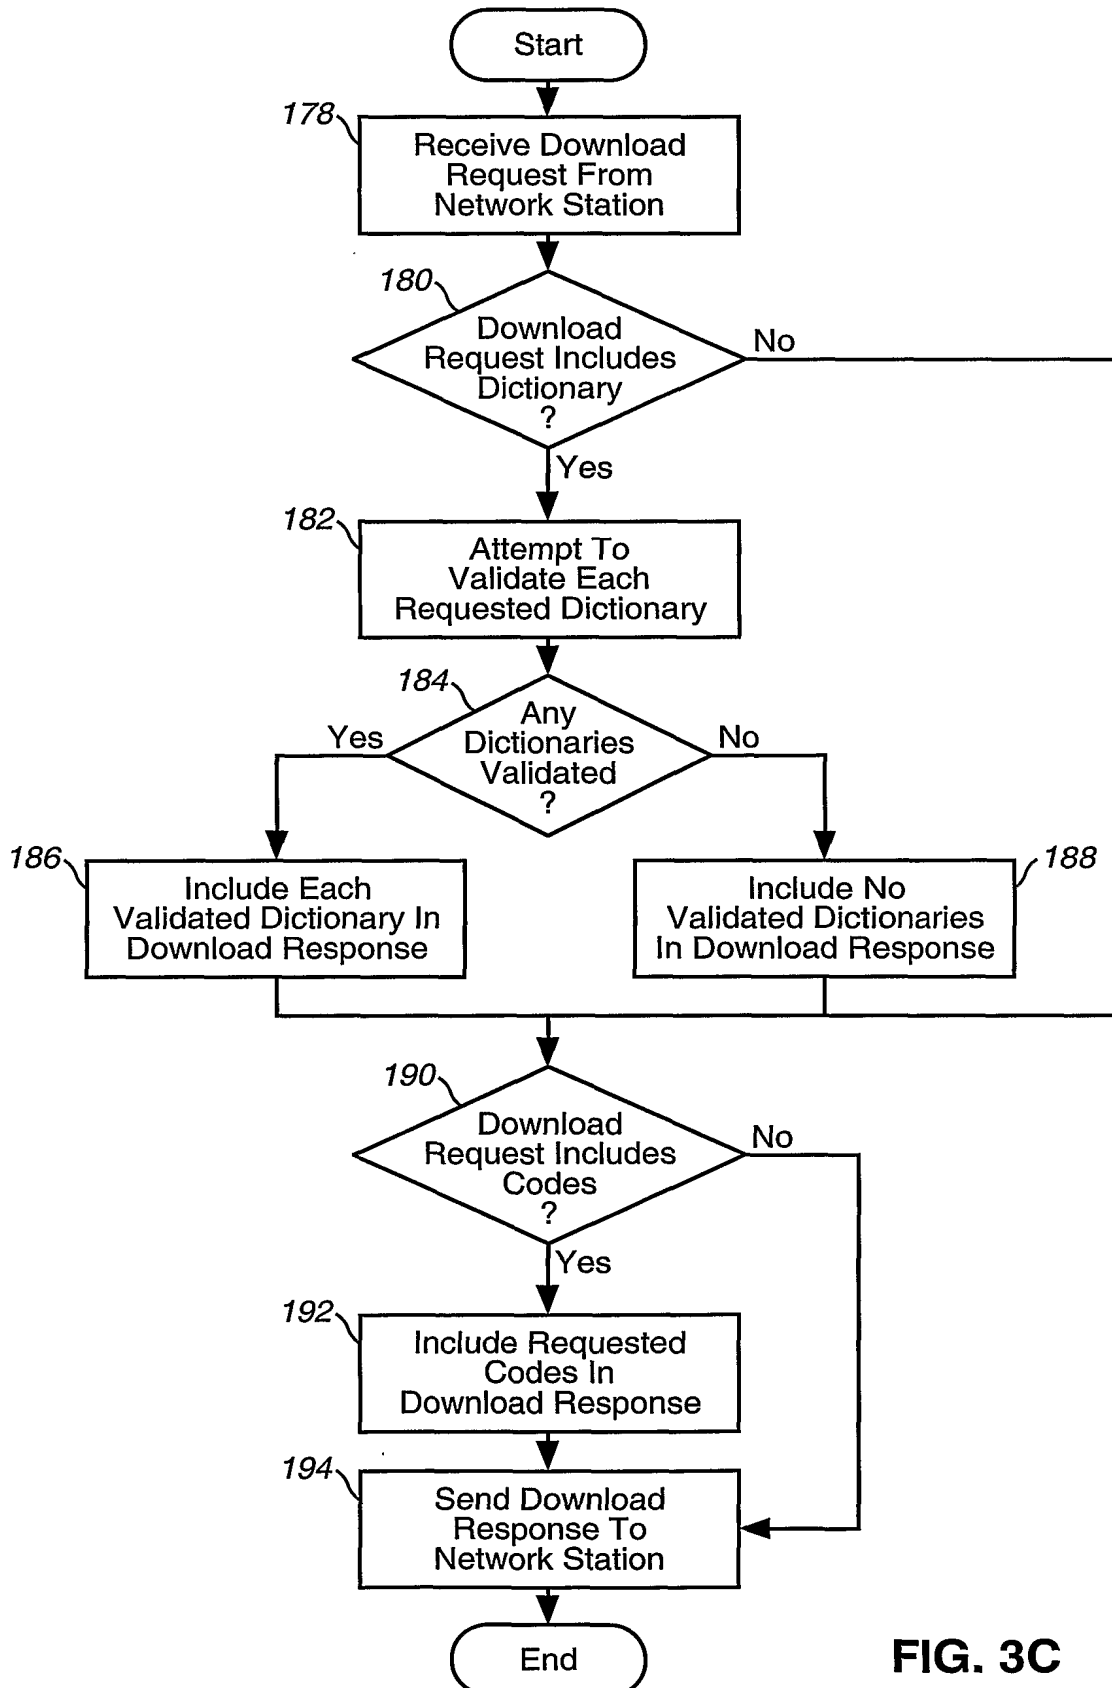 Start
178
Receive Download
Request From
Network Station
180
Download
Request Includes
Dictionary
?
No
Yes
182
Attempt To
Validate Each
Requested Dictionary
184
Any
Dictionaries
Validated
?
Yes
No
186
Include Each
Validated Dictionary In
Download Response
188
Include No
Validated Dictionaries
In Download Response
190
Download
Request Includes
Codes
?
No
Yes
192
Include Requested
Codes In
Download Response
194
Send Download
Response To
Network Station
End
FIG. 3C